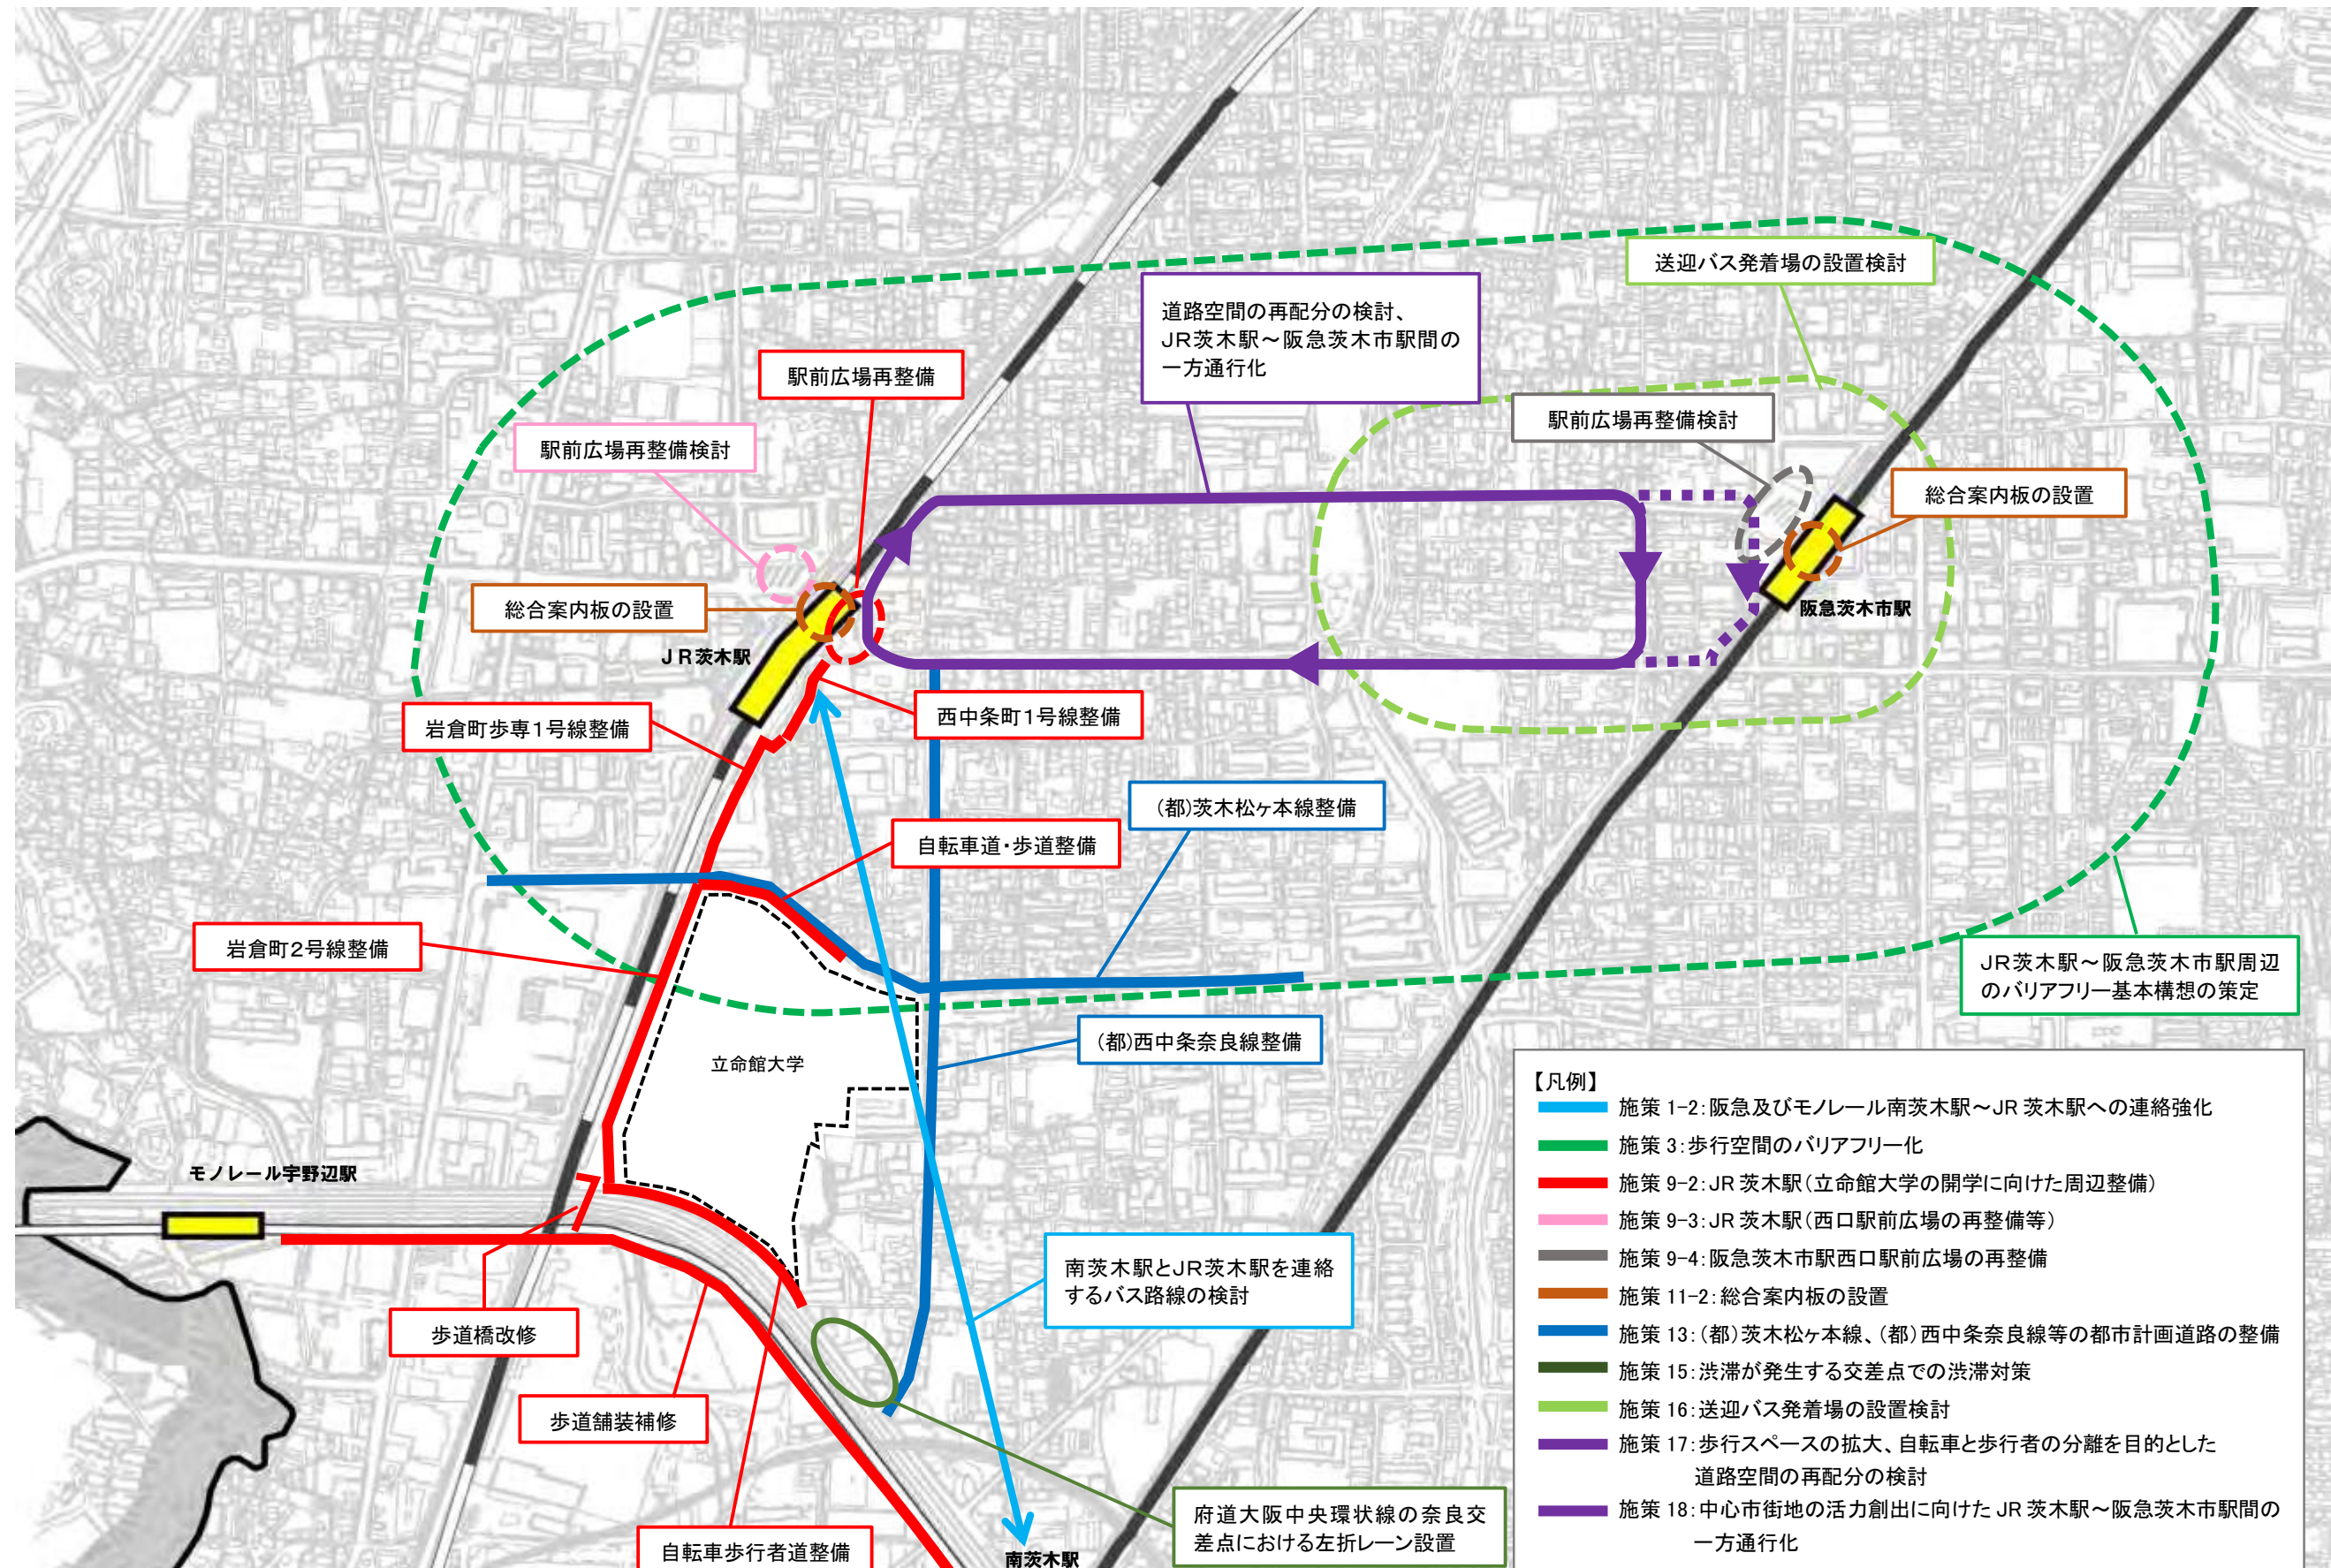 送迎バス発着場の設置検討
道路空間の再配分の検討、
JR茨木駅～阪急茨木市駅間の
一方通行化
駅前広場再整備
駅前広場再整備検討
駅前広場再整備検討
総合案内板の設置
総合案内板の設置
阪急茨木市駅
JR茨木駅
西中条町1号線整備
岩倉町歩専1号線整備
(都)茨木松ヶ本線整備
自転車道・歩道整備
岩倉町2号線整備
JR茨木駅～阪急茨木市駅周辺
のバリアフリー基本構想の策定
(都)西中条奈良線整備
立命館大学
モノレール宇野辺駅
南茨木駅とJR茨木駅を連絡
するバス路線の検討
歩道橋改修
歩道舗装補修
府道大阪中央環状線の奈良交
差点における左折レーン設置
自転車歩行者道整備
南茨木駅
【凡例】
施策 1-2：阪急及びモノレール南茨木駅～JR 茨木駅への連絡強化
施策 3：歩行空間のバリアフリー化
施策 9-2：JR 茨木駅（立命館大学の開学に向けた周辺整備）
施策 9-3：JR 茨木駅（西口駅前広場の再整備等）
施策 9-4：阪急茨木市駅西口駅前広場の再整備
施策 11-2：総合案内板の設置
施策 13：（都）茨木松ヶ本線、（都）西中条奈良線等の都市計画道路の整備
施策 15：渋滞が発生する交差点での渋滞対策
施策 16：送迎バス発着場の設置検討
施策 17：歩行スペースの拡大、自転車と歩行者の分離を目的とした
道路空間の再配分の検討
施策 18：中心市街地の活力創出に向けた JR 茨木駅～阪急茨木市駅間の
一方通行化